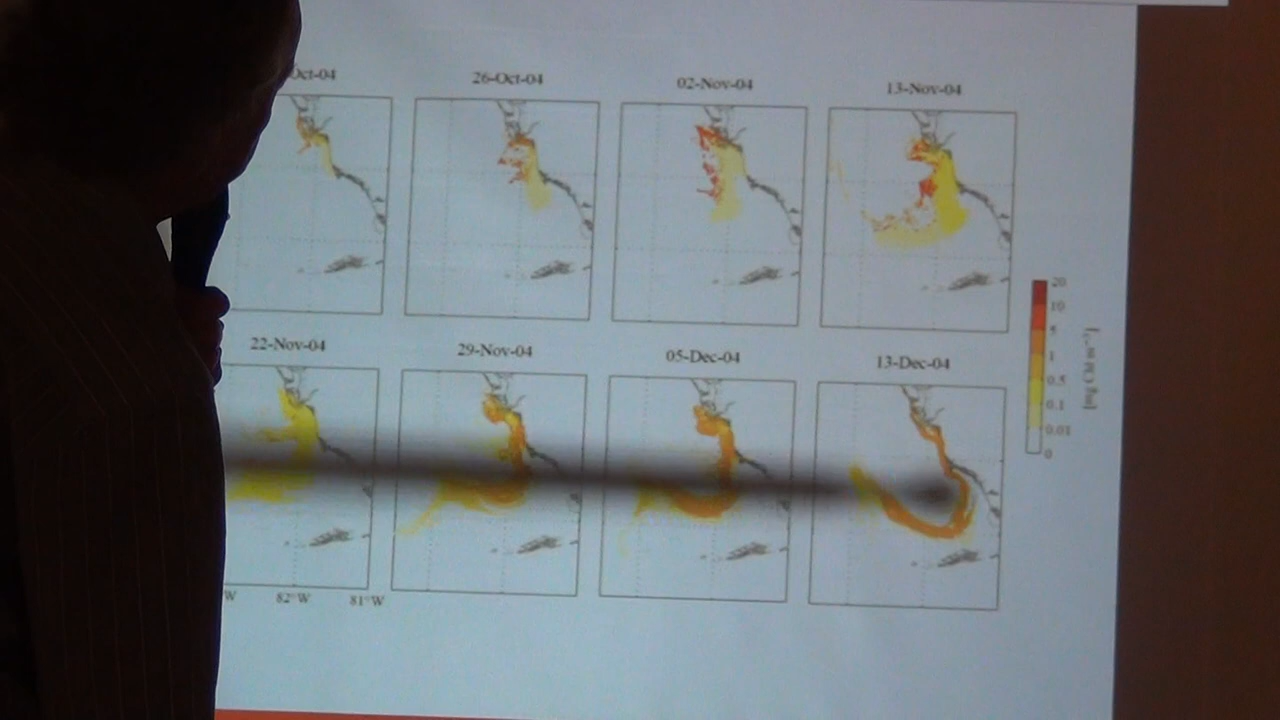 Oct-04
26-Oct-04
02-Nov-04
13-Nov-04
22-Nov-04
29-Nov-04
05-Dec-04
13-Dec-04
20
10
5
1
0.5
0.1
0.01
0
W
82°W
81°W